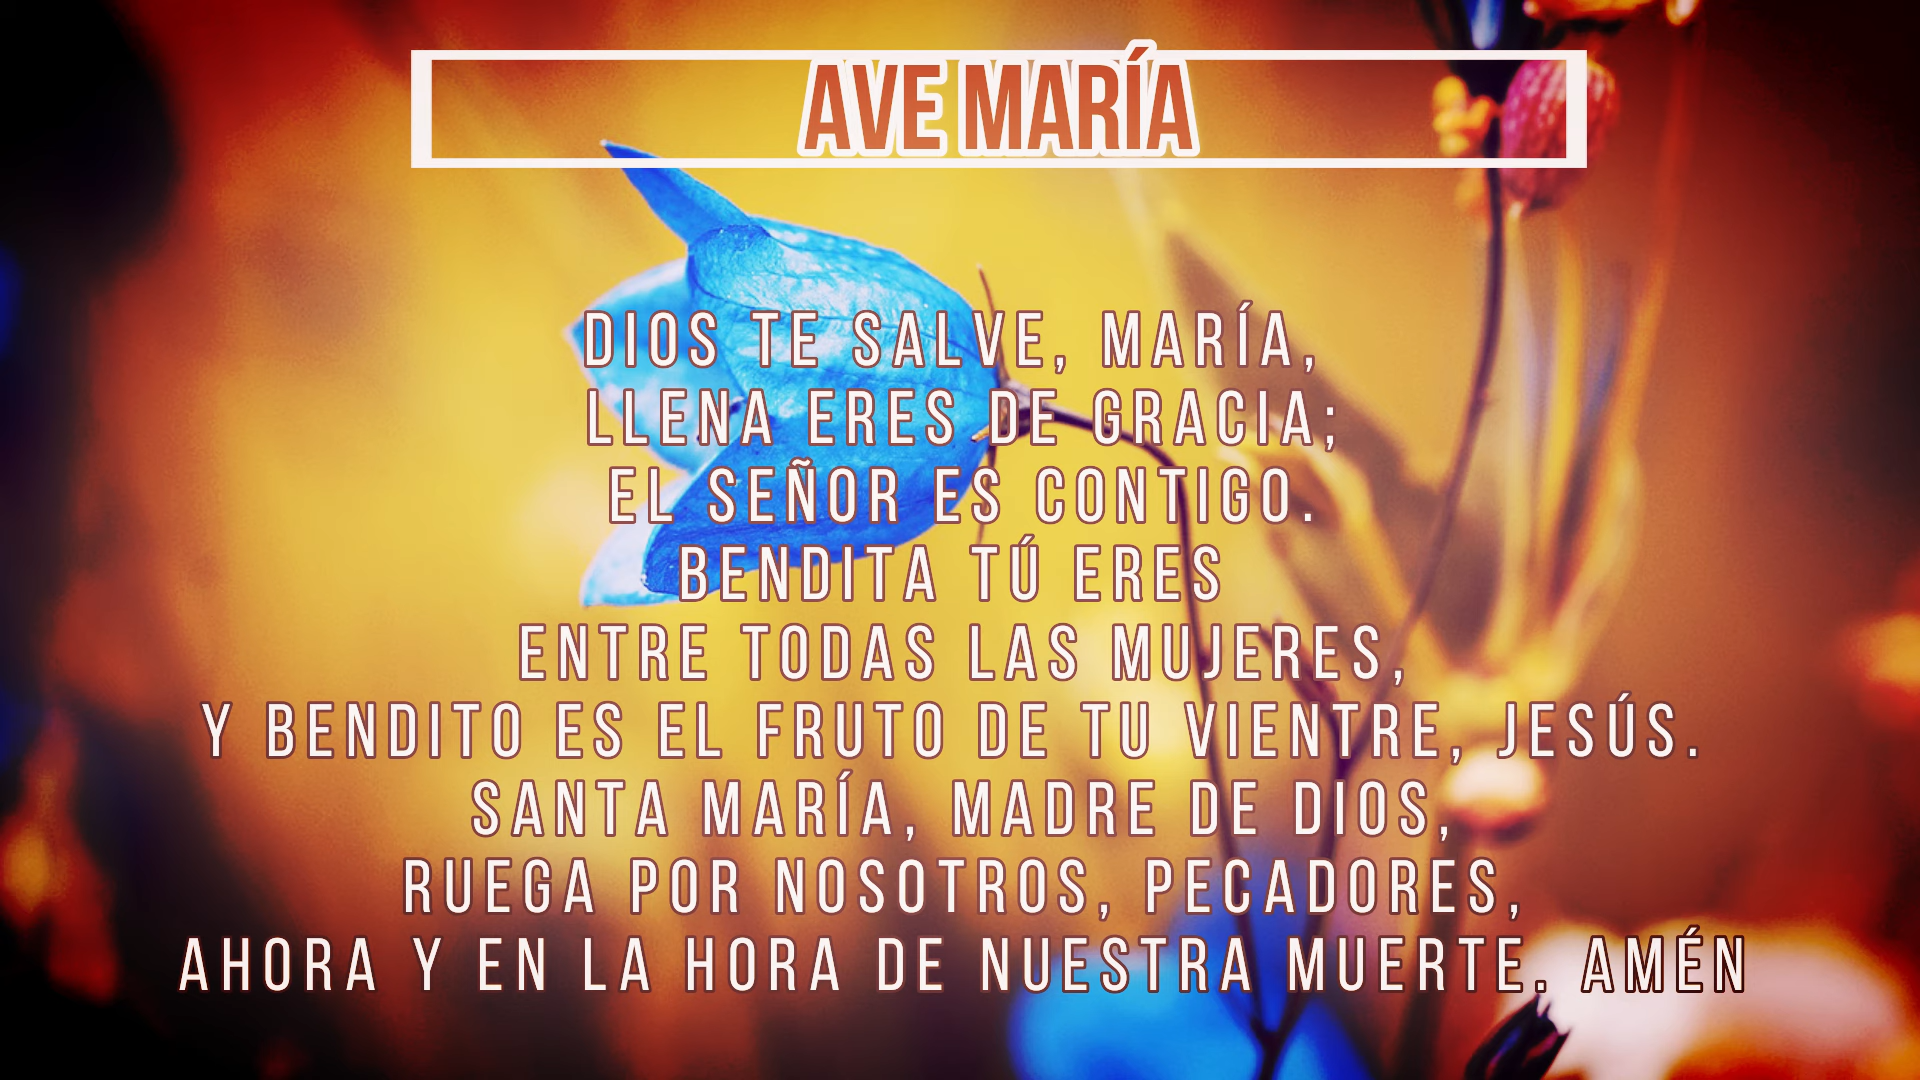 AVE MARÍA
DIOS TE SALVE, MARÍA,
LLENA ERES DE GRACIA;
EL SEÑOR ES CONTIGO.
BENDITA TÚ ERES
ENTRE TODAS LAS MUJERES,
Y BENDITO ES EL FRUTO DE TU VIENTRE, JESÚS.
SANTA MARÍA, MADRE DE DIOS,
RUEGA POR NOSOTROS, PECADORES,
AHORA Y EN LA HORA DE NUESTRA MUERTE. AMÉN